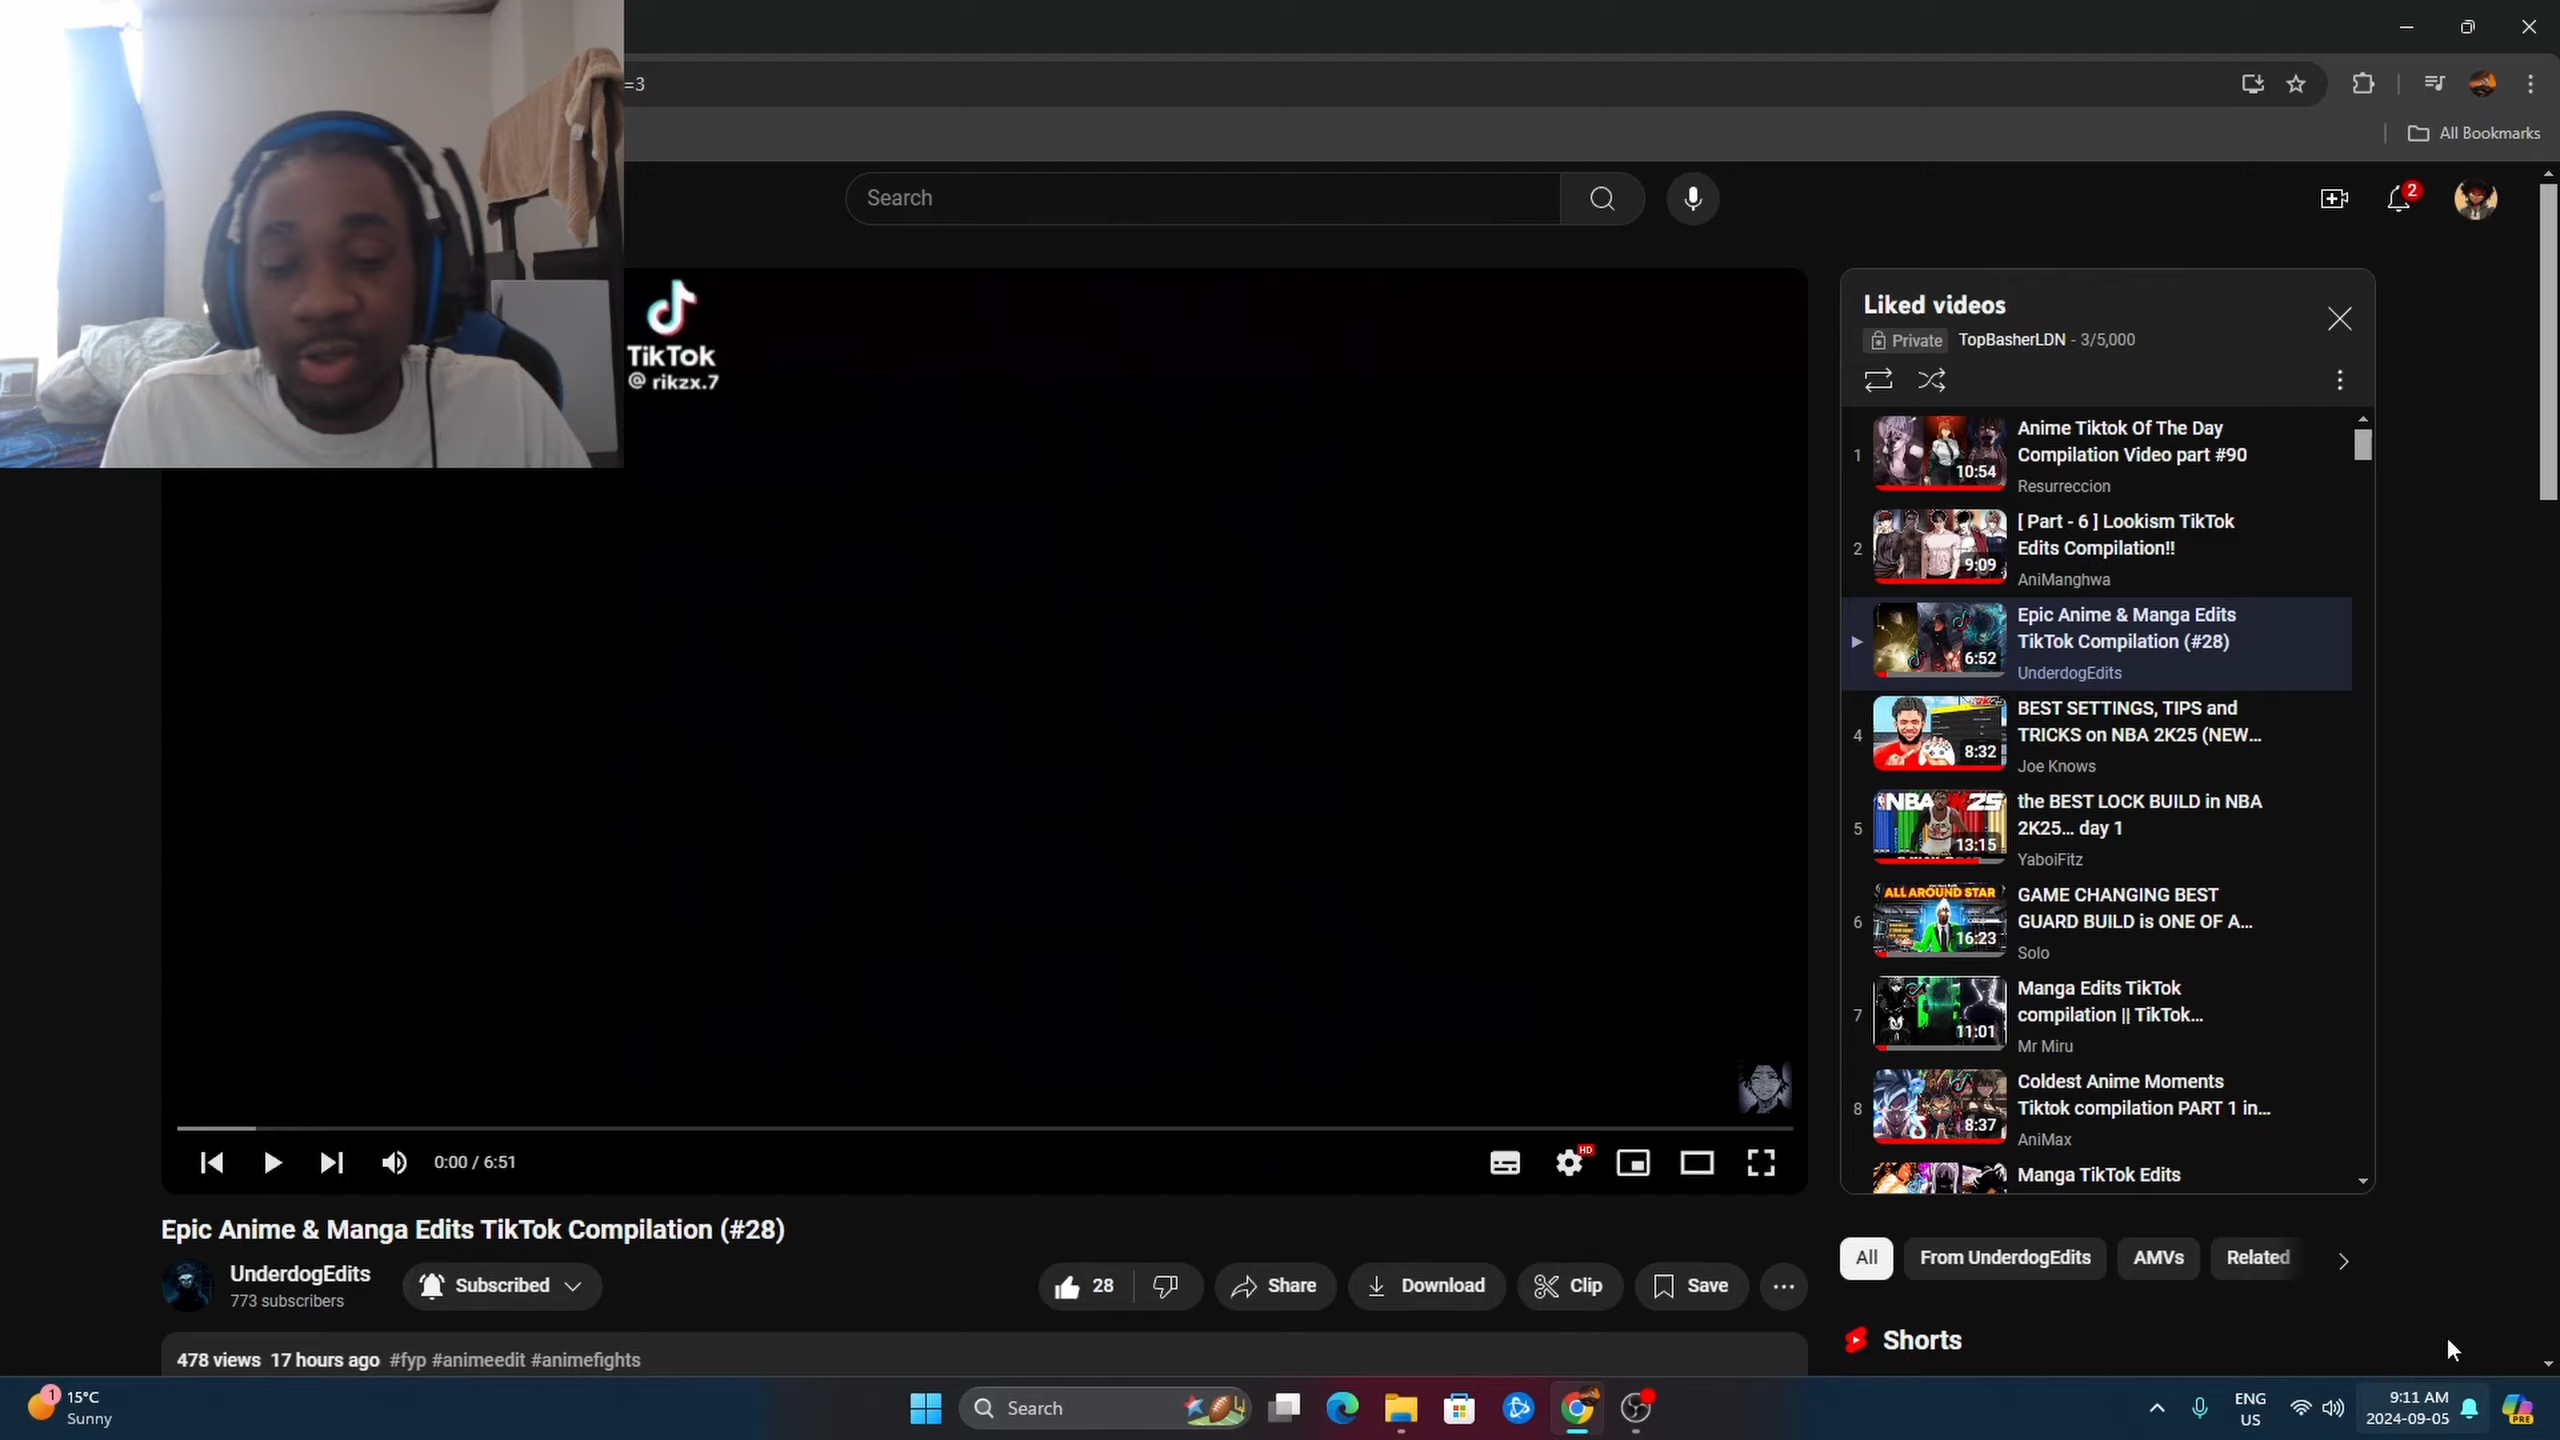 =3
All Bookmarks
Search
2
TikTok
@ rikzx.7
Liked videos
Private TopBasherLDN - 3/5,000
1
10:54
Anime Tiktok Of The Day
Compilation Video part #90
Resurreccion
2
9:09
[ Part - 6 ] Lookism TikTok
Edits Compilation!!
AniManghwa
6:52
Epic Anime & Manga Edits
TikTok Compilation (#28)
UnderdogEdits
4
8:32
BEST SETTINGS, TIPS and
TRICKS on NBA 2K25 (NEW...
Joe Knows
5
NBA 2K25
13:15
the BEST LOCK BUILD in NBA
2K25... day 1
YaboiFitz
6
ALL AROUND STAR
16:23
GAME CHANGING BEST
GUARD BUILD is ONE OF A...
Solo
7
11:01
Manga Edits TikTok
compilation || TikTok...
Mr Miru
8
8:37
Coldest Anime Moments
Tiktok compilation PART 1 in...
AniMax
Manga TikTok Edits
0:00 / 6:51
HD
Epic Anime & Manga Edits TikTok Compilation (#28)
UnderdogEdits
773 subscribers
Subscribed
28
Share
Download
Clip
Save
All
From UnderdogEdits
AMVs
Related
478 views 17 hours ago #fyp #animeedit #animefights
Shorts
1
15°C
Sunny
Search
ENG
US
9:11 AM
2024-09-05
PRE